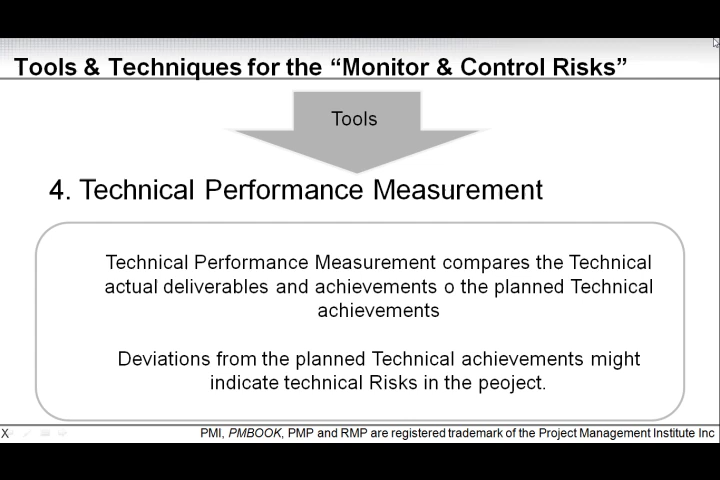 Tools & Techniques for the “Monitor & Control Risks”
Tools
4. Technical Performance Measurement
Technical Performance Measurement compares the Technical
actual deliverables and achievements o the planned Technical
achievements
Deviations from the planned Technical achievements might
indicate technical Risks in the peoject.
X
PMI, PMBOOK, PMP and RMP are registered trademark of the Project Management Institute Inc